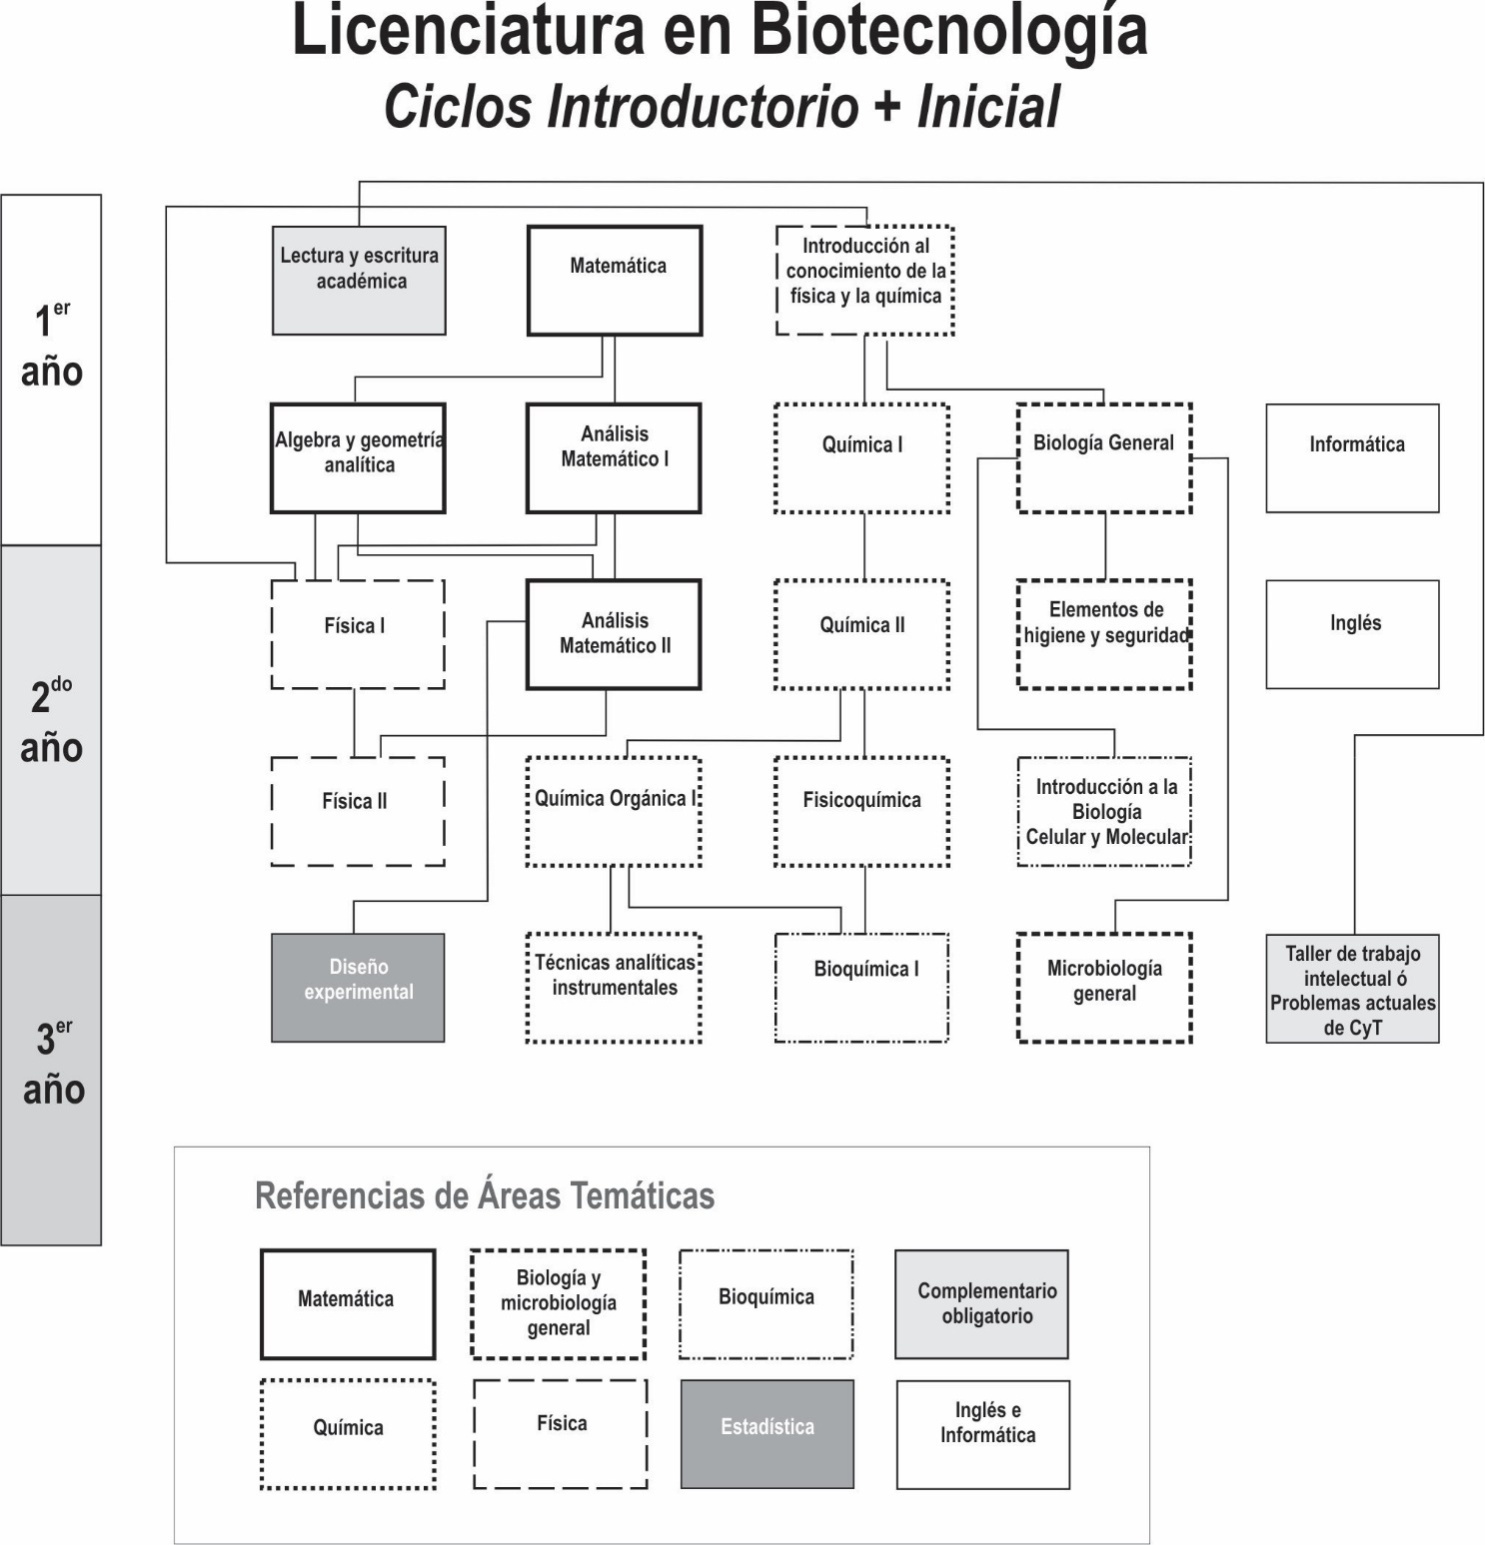 Licenciatura en Biotecnología
Ciclos Introductorio + Inicial
1er
año
Lectura y escritura
académica
Matemática
Introducción al
conocimiento de la
física y la química
Algebra y geometría
analítica
Análisis
Matemático I
Química I
Biología General
Informática
2do
año
Física I
Análisis
Matemático II
Química II
Elementos de
higiene y seguridad
Inglés
Física II
Química Orgánica I
Fisicoquímica
Introducción a la
Biología
Celular y Molecular
3er
año
Diseño
experimental
Técnicas analíticas
instrumentales
Bioquímica I
Microbiología
general
Taller de trabajo
intelectual ó
Problemas actuales
de CyT
Referencias de Áreas Temáticas
Matemática
Biología y
microbiología
general
Bioquímica
Complementario
obligatorio
Química
Física
Estadística
Inglés e
Informática